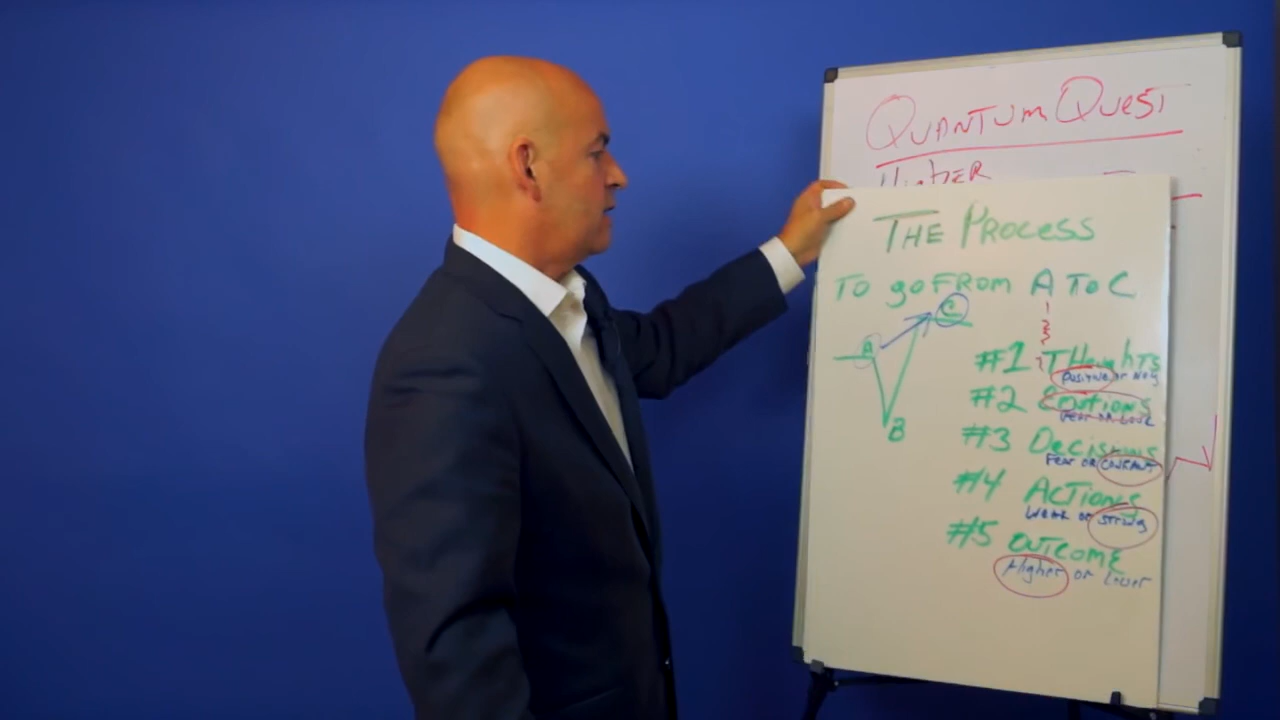 QUANTUM QUEST
HigHER
THE PROCESS
TO go FROM A To C
A
C
B
#1 THoughTS
POSITIVE or NEg
#2 EMOTIONS
FEAR OR LOVE
#3 DECiSiONS
FEAR OR
#4 ACTIONS
WEAK or STRONg
#5 OUTCOME
Higher or Lower